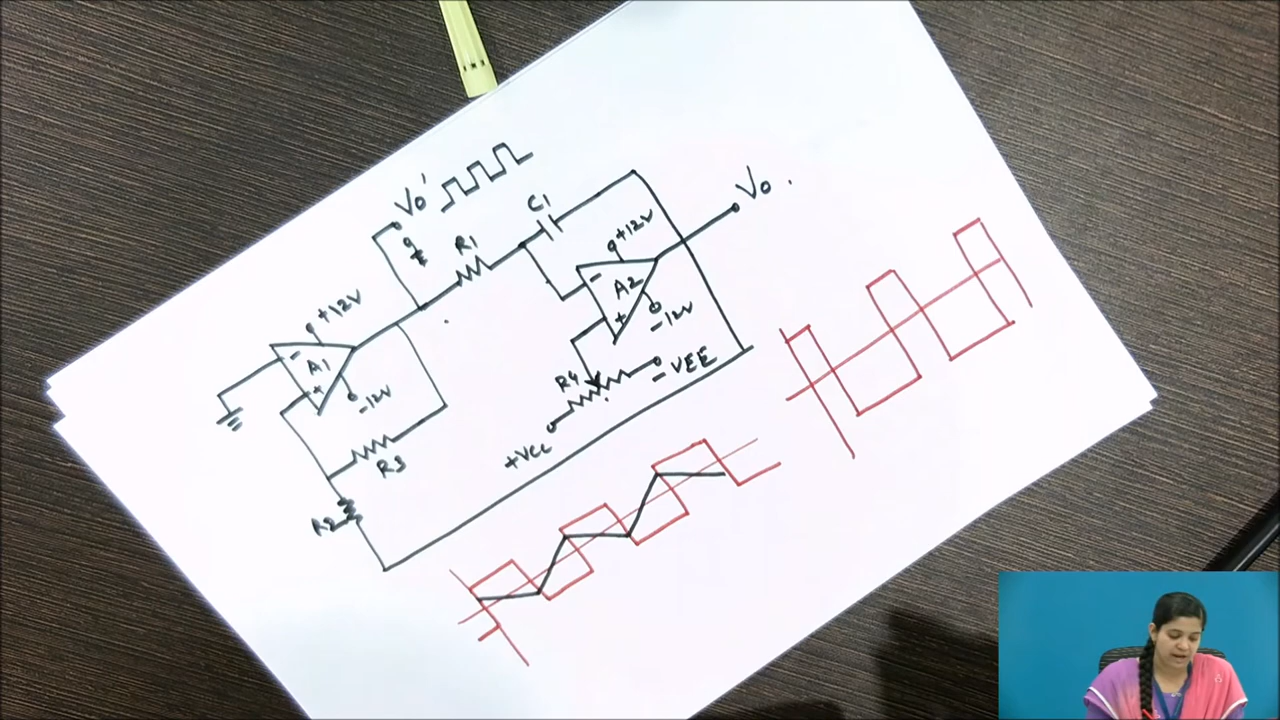 Vo'
R1
C1
+12V
Vo.
-
A2
+
-12V
+12V
-
A1
+
-12V
R4
-VEE
+VCC
R3
R2